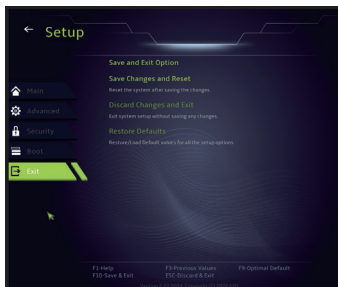 Setup
Save and Exit Option
Save Changes and Reset
Reset the system after saving the changes.
Main
Discard Changes and Exit
Advanced
Exit system setup without saving any changes.
Security
Restore Defaults
Restore/Load Default values for all the setup options.
Boot
Exit
F1-Help F7-Previous Values F9-Optimal Default
F10-Save & Exit ESC-Discard & Exit